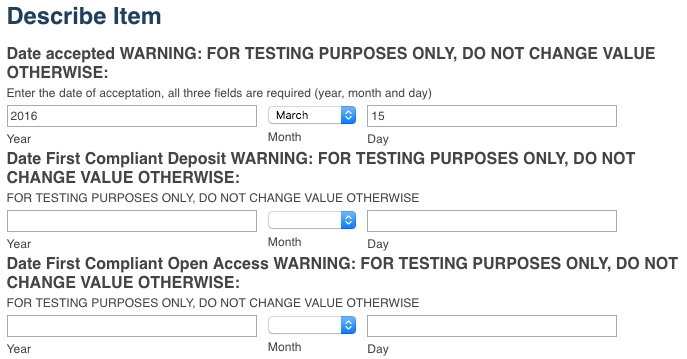 Describe Item
Date accepted WARNING: FOR TESTING PURPOSES ONLY, DO NOT CHANGE VALUE
OTHERWISE:
Enter the date of acceptation, all three fields are required (year, month and day)
2016 March 15
Year Month Day
Date First Compliant Deposit WARNING: FOR TESTING PURPOSES ONLY, DO NOT
CHANGE VALUE OTHERWISE:
FOR TESTING PURPOSES ONLY, DO NOT CHANGE VALUE OTHERWISE
Year Month Day
Date First Compliant Open Access WARNING: FOR TESTING PURPOSES ONLY, DO NOT
CHANGE VALUE OTHERWISE:
FOR TESTING PURPOSES ONLY, DO NOT CHANGE VALUE OTHERWISE
Year Month Day